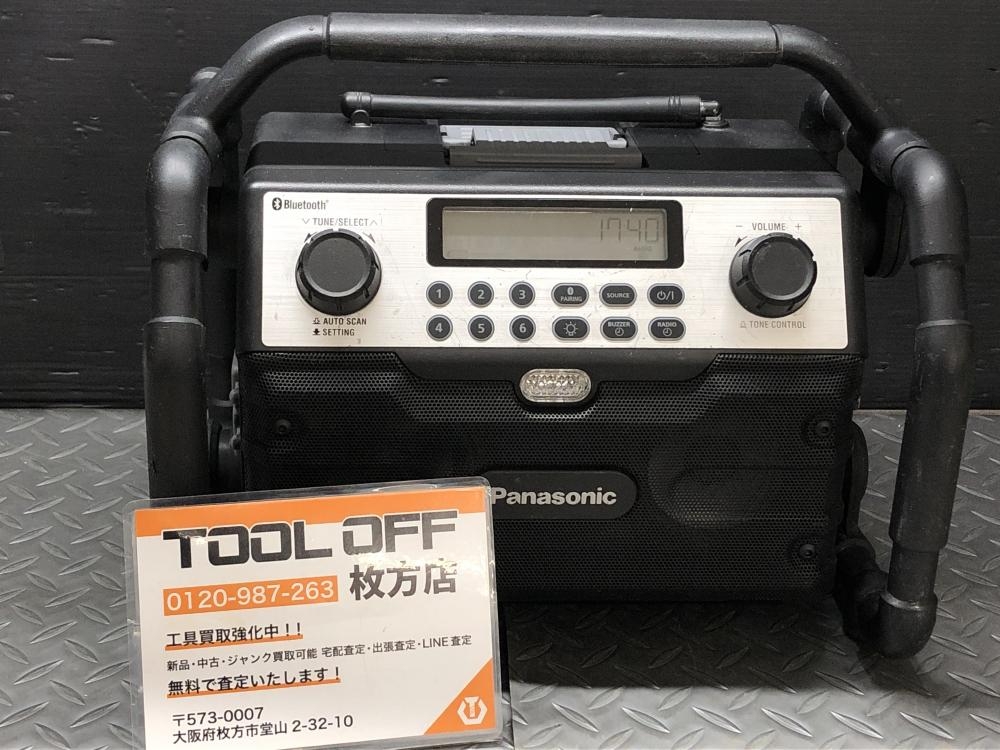 Bluetooth®
TUNE/SELECT
AUTO SCAN
SETTING
17:40
1
2
3
PAIRING
SOURCE
4
5
6
BUZZER
RADIO
- VOLUME +
TONE CONTROL
Panasonic
TOOL OFF
0120-987-263 枚方店
工具買取強化中!!
新品・中古・ジャンク買取可能 宅配査定・出張査定・LINE査定
無料で査定いたします!
〒573-0007
大阪府枚方市堂山 2-32-10